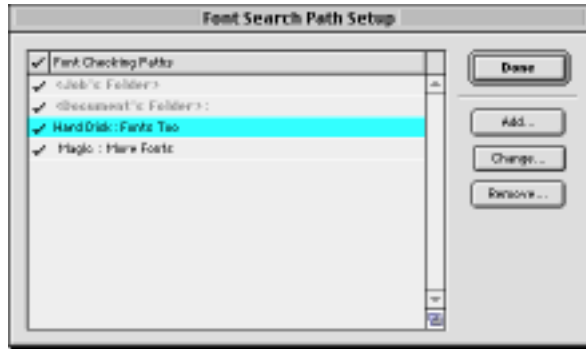 Font Search Path Setup
Font Checking Paths
<Job's Folder>
<Document's Folder>:
Hard Disk : Fonts Too
Magic : More Fonts
Done
Add...
Change...
Remove...